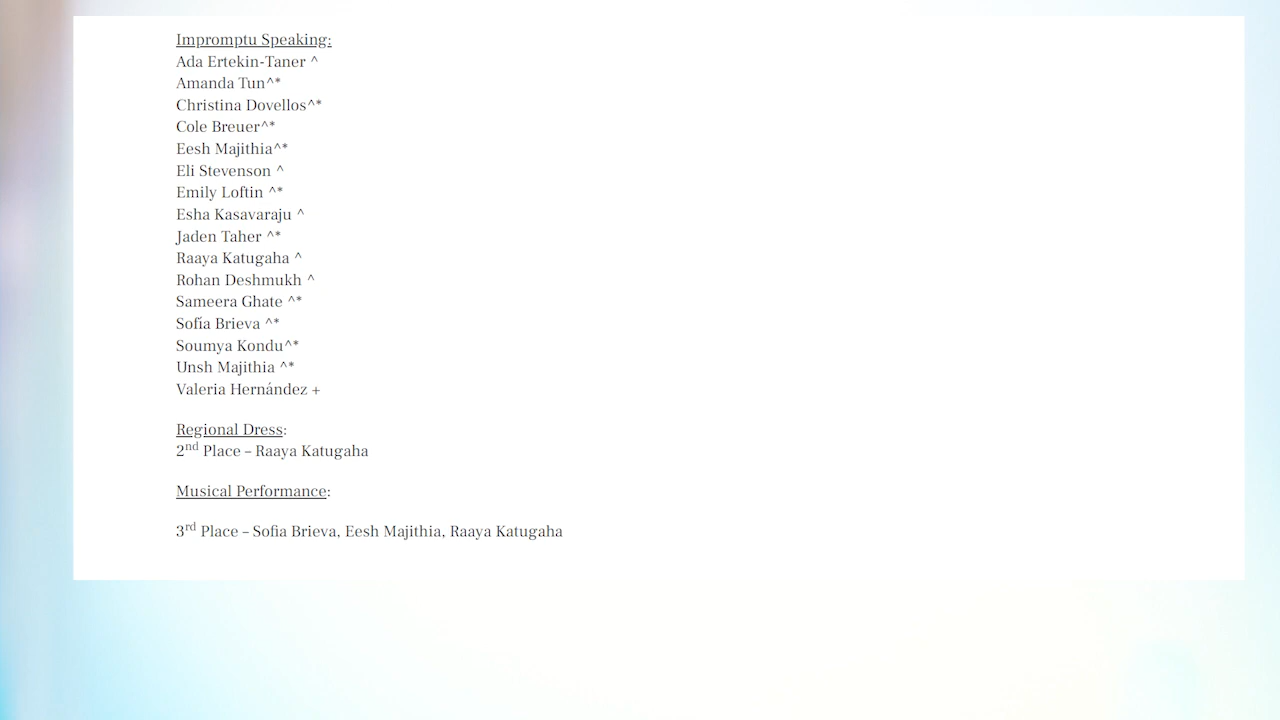 Impromptu Speaking:
Ada Ertekin-Taner ^
Amanda Tun^*
Christina Dovellos^*
Cole Breuer^*
Eesh Majithia^*
Eli Stevenson ^
Emily Loftin ^*
Esha Kasavaraju ^
Jaden Taher ^*
Raaya Katugaha ^
Rohan Deshmukh ^
Sameera Ghate ^*
Sofía Brieva ^*
Soumya Kondu^*
Unsh Majithia ^*
Valeria Hernández +
Regional Dress:
2nd Place – Raaya Katugaha
Musical Performance:
3rd Place – Sofia Brieva, Eesh Majithia, Raaya Katugaha